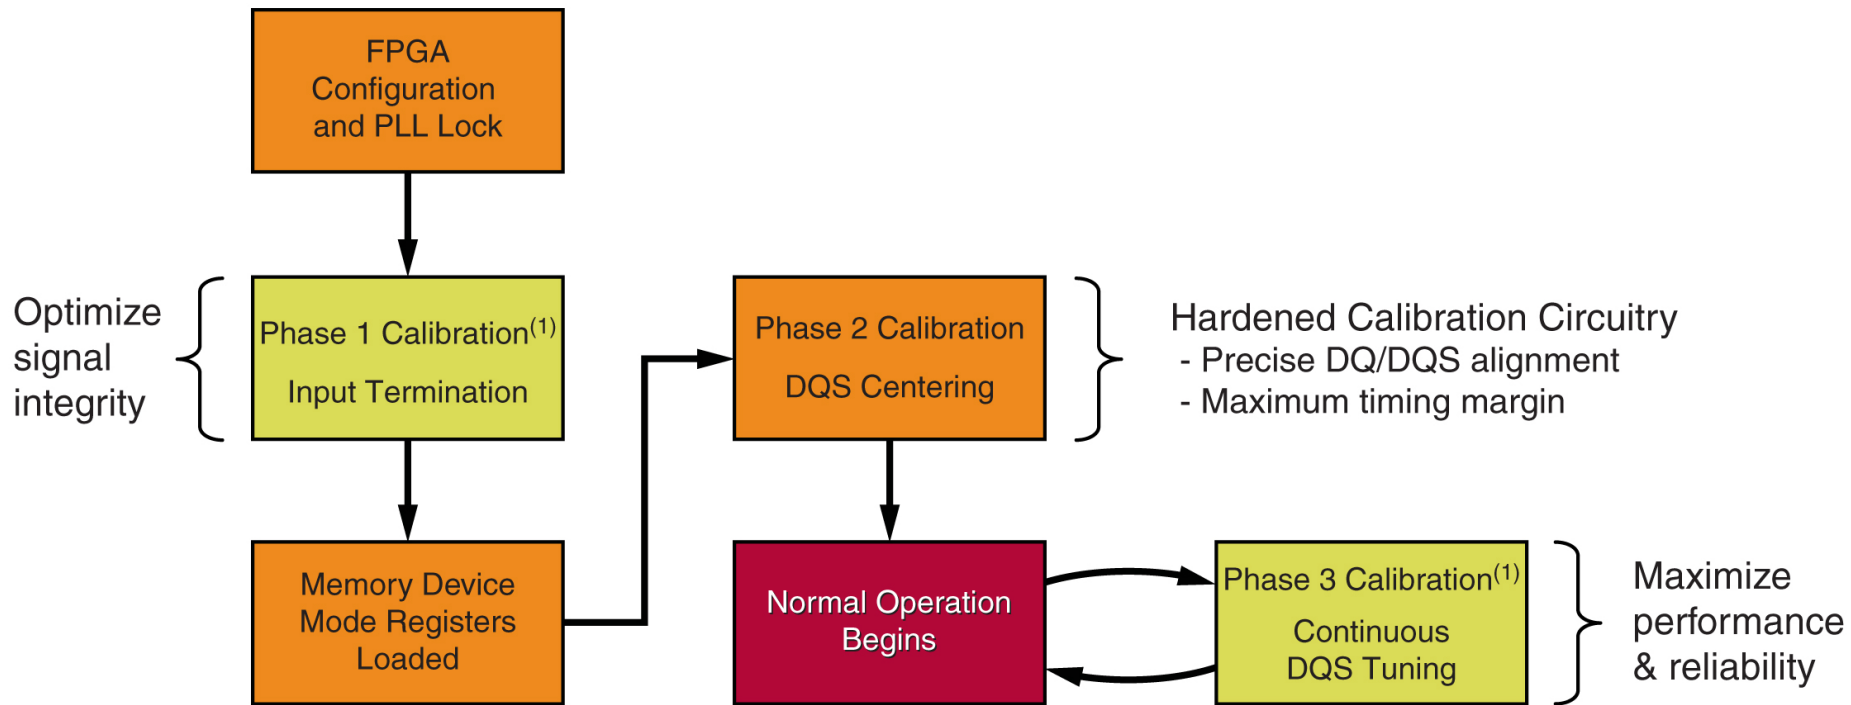 FPGA
Configuration
and PLL Lock
Optimize
signal
integrity
Phase 1 Calibration(1)
Input Termination
Memory Device
Mode Registers
Loaded
Phase 2 Calibration
DQS Centering
Hardened Calibration Circuitry
- Precise DQ/DQS alignment
- Maximum timing margin
Normal Operation
Begins
Phase 3 Calibration(1)
Continuous
DQS Tuning
Maximize
performance
& reliability